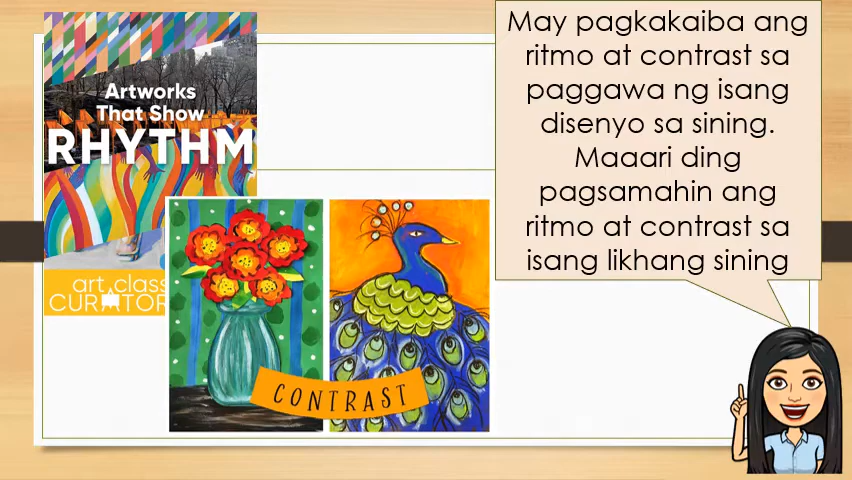 Artworks
That Show
RHYTHM
art class
CURATOR
CONTRAST
May pagkakaiba ang
ritmo at contrast sa
paggawa ng isang
disenyo sa sining.
Maaari ding
pagsamahin ang
ritmo at contrast sa
isang likhang sining